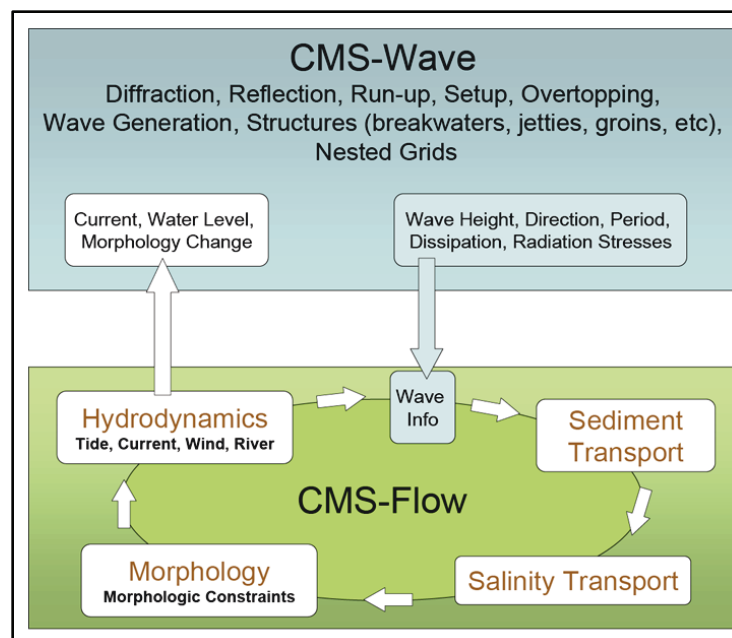 CMS-Wave
Diffraction, Reflection, Run-up, Setup, Overtopping,
Wave Generation, Structures (breakwaters, jetties, groins, etc),
Nested Grids
Current, Water Level,
Morphology Change
Wave Height, Direction, Period,
Dissipation, Radiation Stresses
Hydrodynamics
Tide, Current, Wind, River
Wave
Info
Sediment
Transport
CMS-Flow
Morphology
Morphologic Constraints
Salinity Transport